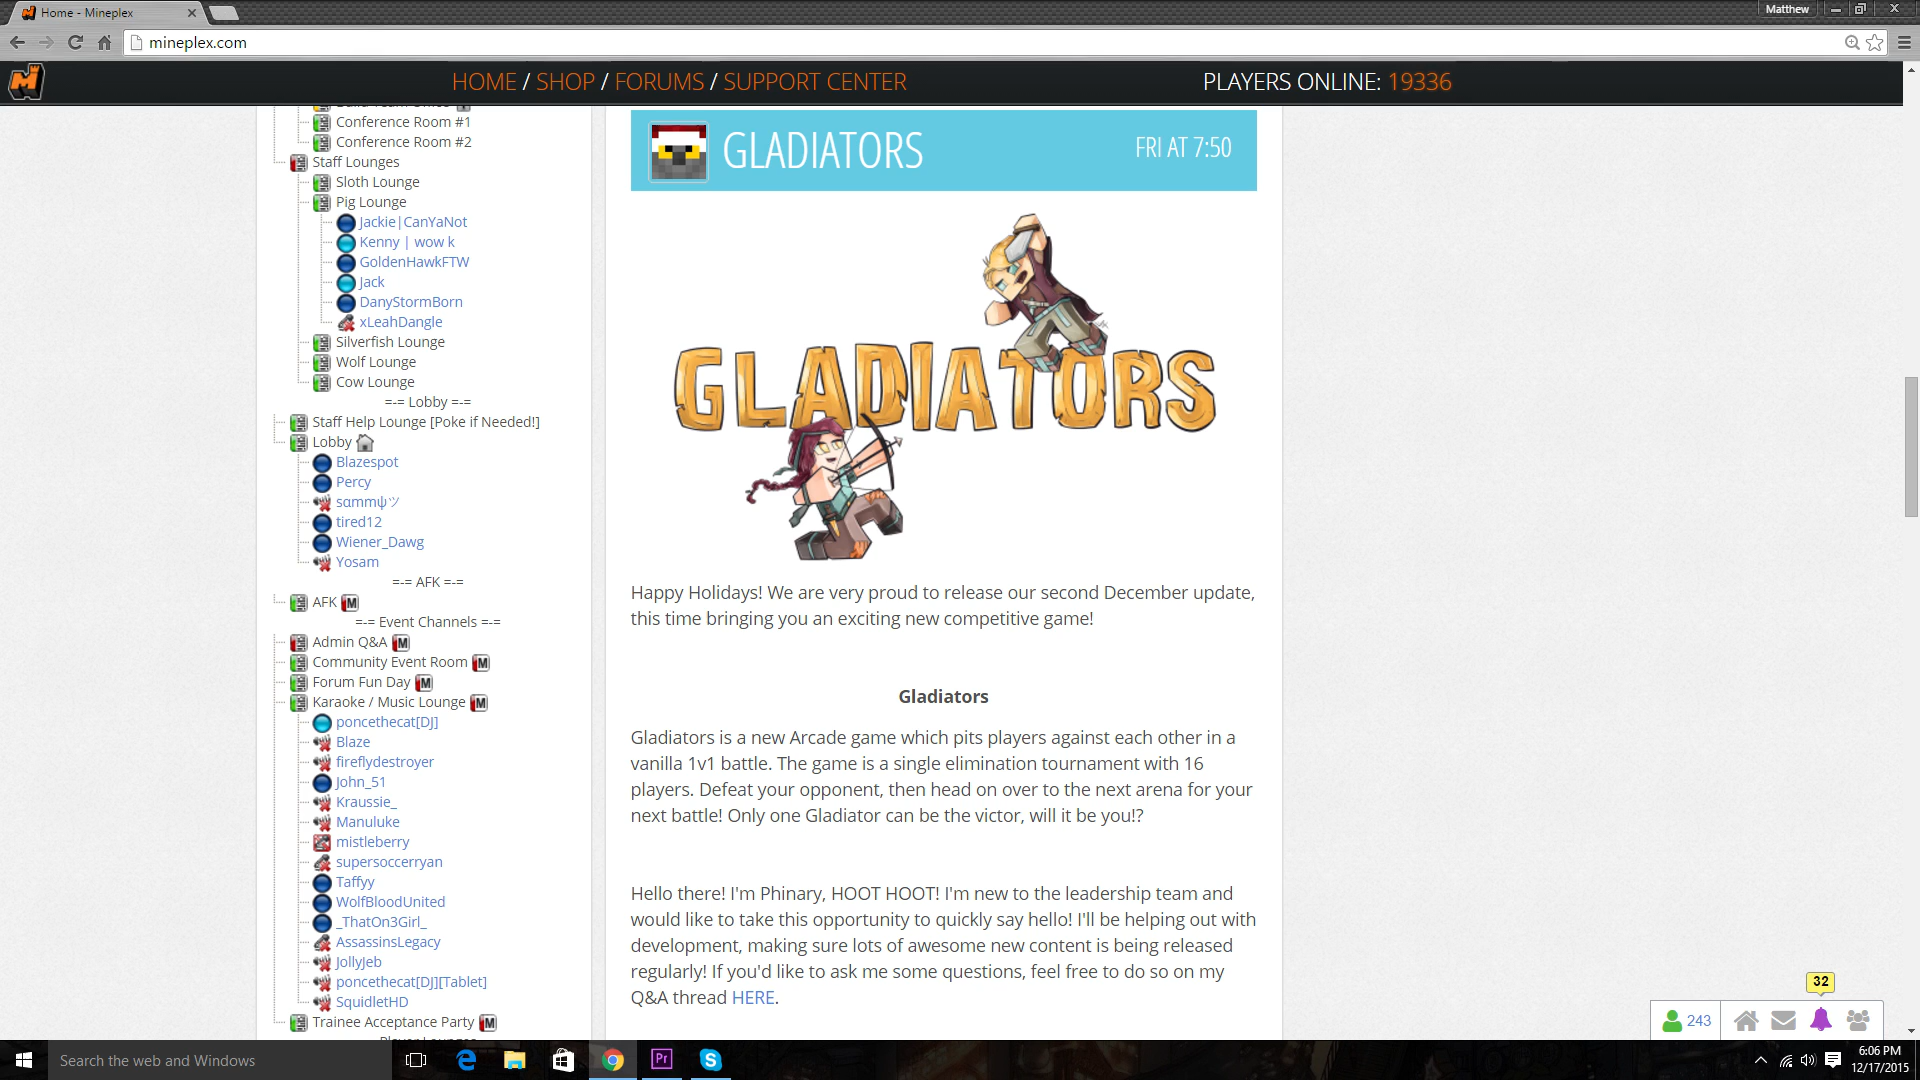 Home - Mineplex
Matthew
mineplex.com
HOME / SHOP / FORUMS / SUPPORT CENTER
PLAYERS ONLINE: 19336
Conference Room #1
Conference Room #2
Staff Lounges
Sloth Lounge
Pig Lounge
Jackie|CanYaNot
Kenny | wow k
GoldenHawkFTW
Jack
DanyStormBorn
xLeahDangle
Silverfish Lounge
Wolf Lounge
Cow Lounge
=-= Lobby =-=
Staff Help Lounge [Poke if Needed!]
Lobby
Blazespot
Percy
sαmmψツ
tired12
Wiener_Dawg
Yosam
=-= AFK =-=
AFK M
=-= Event Channels =-=
Admin Q&A M
Community Event Room M
Forum Fun Day M
Karaoke / Music Lounge M
poncethecat[DJ]
Blaze
fireflydestroyer
John_51
Kraussie_
Manuluke
mistleberry
supersoccerryan
Taffyy
WolfBloodUnited
_ThatOn3Girl_
AssassinsLegacy
JollyJeb
poncethecat[DJ][Tablet]
SquidletHD
Trainee Acceptance Party M
GLADIATORS
FRI AT 7:50
GLADIATORS
Happy Holidays! We are very proud to release our second December update,
this time bringing you an exciting new competitive game!
Gladiators
Gladiators is a new Arcade game which pits players against each other in a
vanilla 1v1 battle. The game is a single elimination tournament with 16
players. Defeat your opponent, then head on over to the next arena for your
next battle! Only one Gladiator can be the victor, will it be you!?
Hello there! I'm Phinary, HOOT HOOT! I'm new to the leadership team and
would like to take this opportunity to quickly say hello! I'll be helping out with
development, making sure lots of awesome new content is being released
regularly! If you'd like to ask me some questions, feel free to do so on my
Q&A thread HERE.
32
243
Search the web and Windows
Pr
6:06 PM
12/17/2015